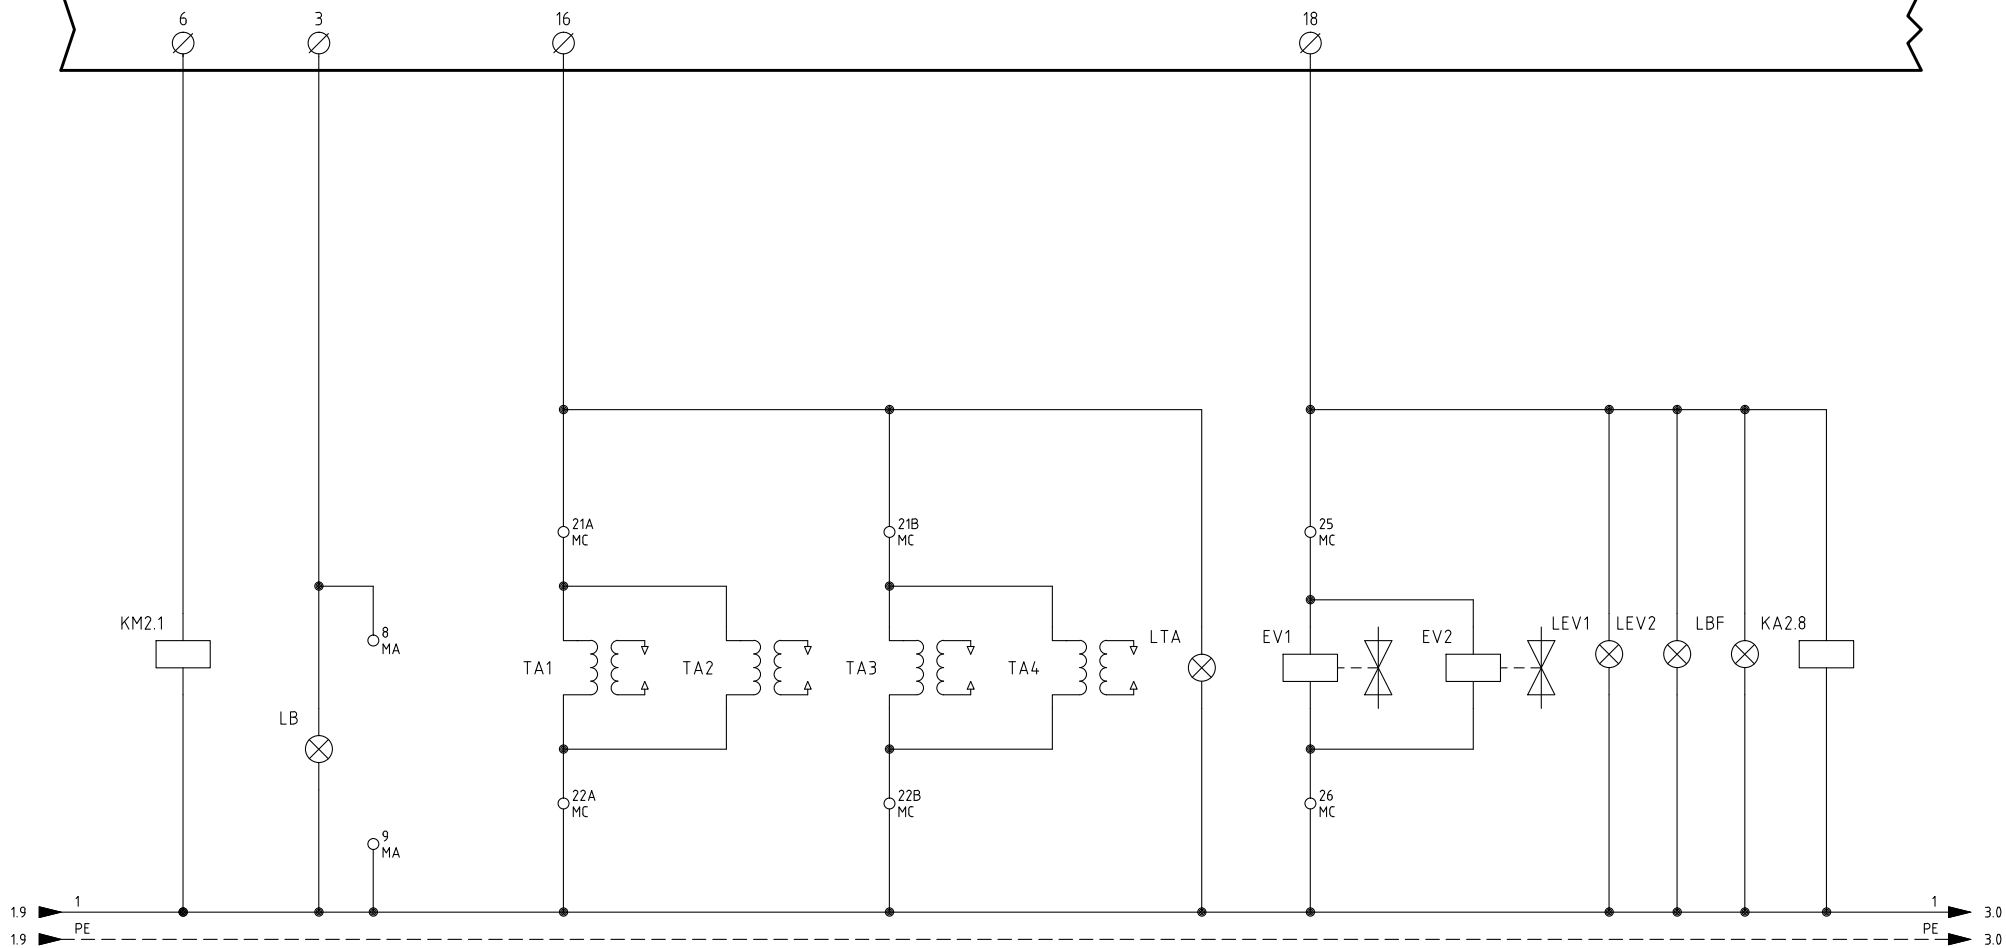 6
3
16
18
21A
MC
21B
MC
25
MC
KM2.1
8
MA
TA1
TA2
TA3
TA4
LTA
EV1
EV2
LEV1
LEV2
LBF
KA2.8
LB
22A
MC
22B
MC
26
MC
9
MA
1.9
1
1
3.0
1.9
PE
PE
3.0